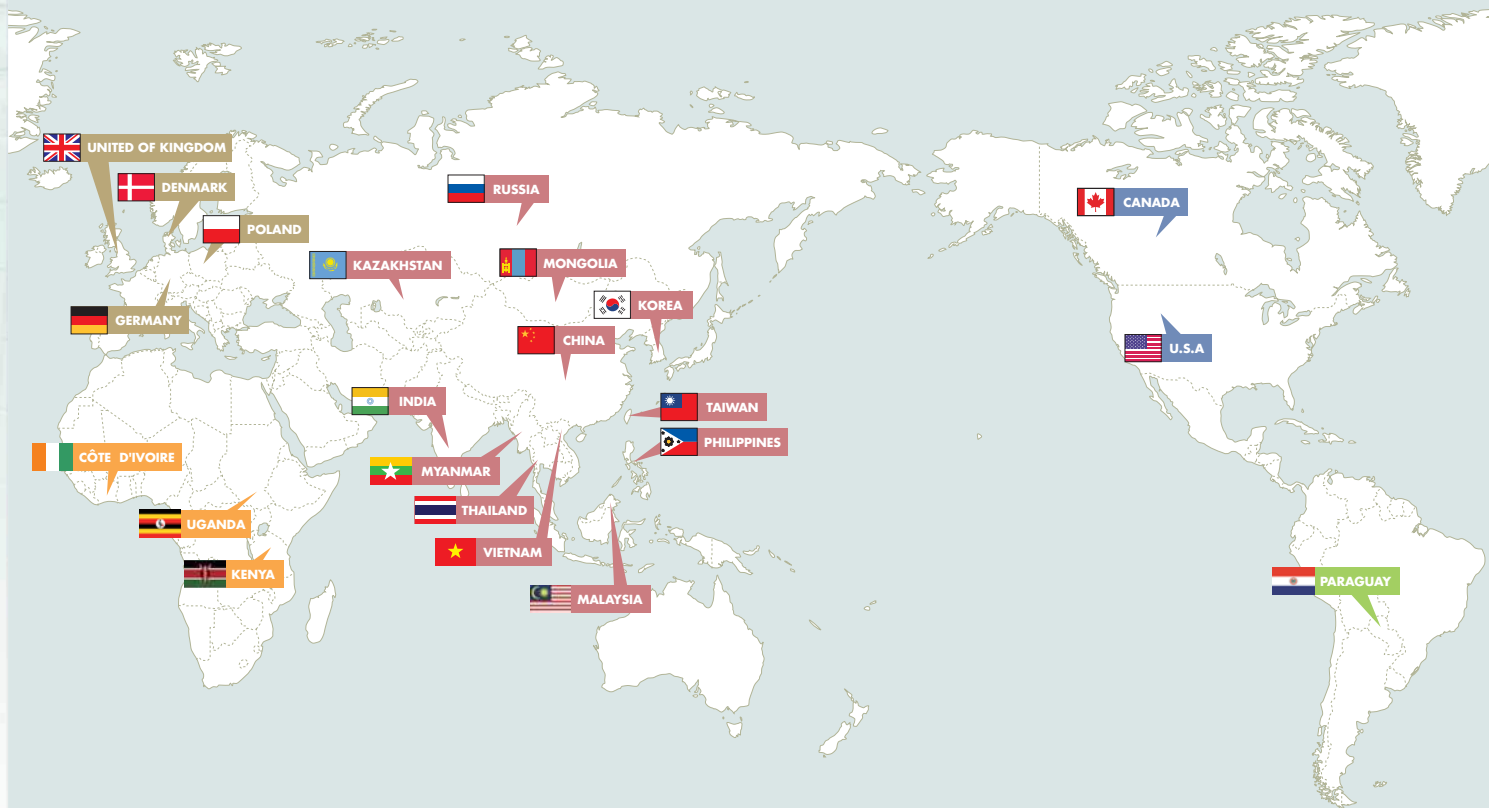 UNITED OF KINGDOM
DENMARK
RUSSIA
CANADA
POLAND
KAZAKHSTAN
MONGOLIA
KOREA
GERMANY
CHINA
U.S.A
INDIA
TAIWAN
PHILIPPINES
CÔTE D'IVOIRE
MYANMAR
THAILAND
UGANDA
VIETNAM
KENYA
PARAGUAY
MALAYSIA